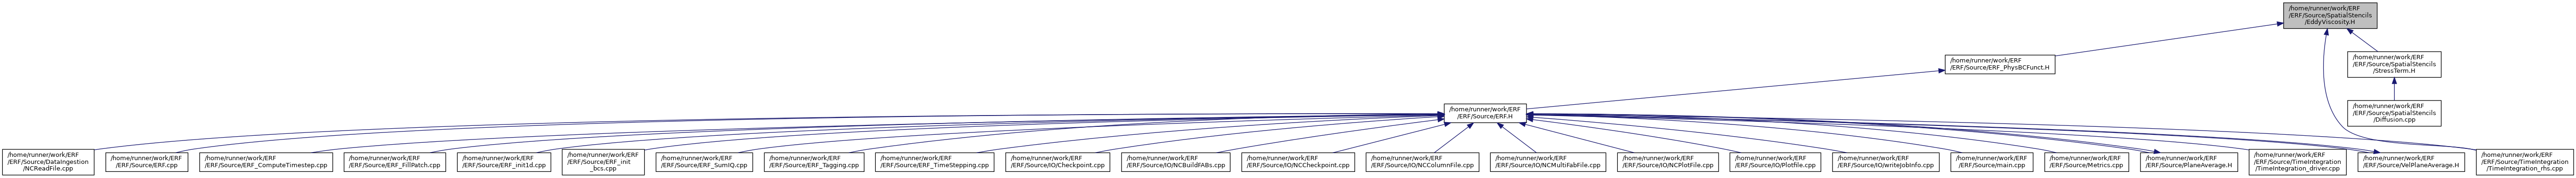 /home/runner/work/ERF
/ERF/Source/SpatialStencils
/EddyViscosity.H
/home/runner/work/ERF
/ERF/Source/ERF_PhysBCFunct.H
/home/runner/work/ERF
/ERF/Source/SpatialStencils
/StressTerm.H
/home/runner/work/ERF
/ERF/Source/ERF.H
/home/runner/work/ERF
/ERF/Source/SpatialStencils
/Diffusion.cpp
/home/runner/work/ERF
/ERF/Source/DataIngestion
/NCReadFile.cpp
/home/runner/work/ERF
/ERF/Source/ERF.cpp
/home/runner/work/ERF
/ERF/Source/ERF_ComputeTimestep.cpp
/home/runner/work/ERF
/ERF/Source/ERF_FillPatch.cpp
/home/runner/work/ERF
/ERF/Source/ERF_init1d.cpp
/home/runner/work/ERF
/ERF/Source/ERF_init
_bcs.cpp
/home/runner/work/ERF
/ERF/Source/ERF_SumIQ.cpp
/home/runner/work/ERF
/ERF/Source/ERF_Tagging.cpp
/home/runner/work/ERF
/ERF/Source/ERF_TimeStepping.cpp
/home/runner/work/ERF
/ERF/Source/IO/Checkpoint.cpp
/home/runner/work/ERF
/ERF/Source/IO/NCBuildFABs.cpp
/home/runner/work/ERF
/ERF/Source/IO/NCCheckpoint.cpp
/home/runner/work/ERF
/ERF/Source/IO/NCColumnFile.cpp
/home/runner/work/ERF
/ERF/Source/IO/NCMultiFabFile.cpp
/home/runner/work/ERF
/ERF/Source/IO/NCPlotFile.cpp
/home/runner/work/ERF
/ERF/Source/IO/Plotfile.cpp
/home/runner/work/ERF
/ERF/Source/IO/writeJobInfo.cpp
/home/runner/work/ERF
/ERF/Source/main.cpp
/home/runner/work/ERF
/ERF/Source/Metrics.cpp
/home/runner/work/ERF
/ERF/Source/PlaneAverage.H
/home/runner/work/ERF
/ERF/Source/TimeIntegration
/TimeIntegration_driver.cpp
/home/runner/work/ERF
/ERF/Source/VelPlaneAverage.H
/home/runner/work/ERF
/ERF/Source/TimeIntegration
/TimeIntegration_rhs.cpp